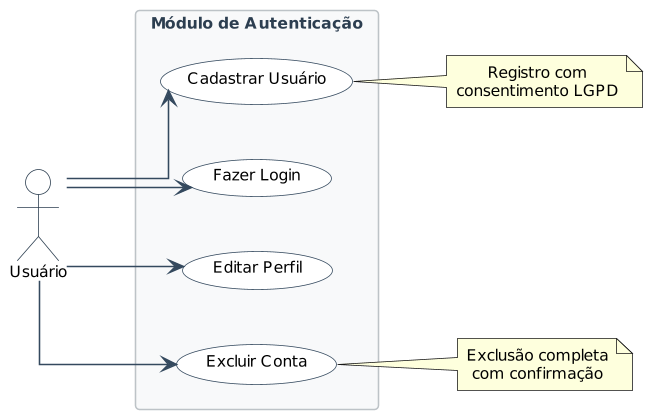 Módulo de Autenticação
Cadastrar Usuário
Registro com
consentimento LGPD
Fazer Login
Usuário
Editar Perfil
Excluir Conta
Exclusão completa
com confirmação